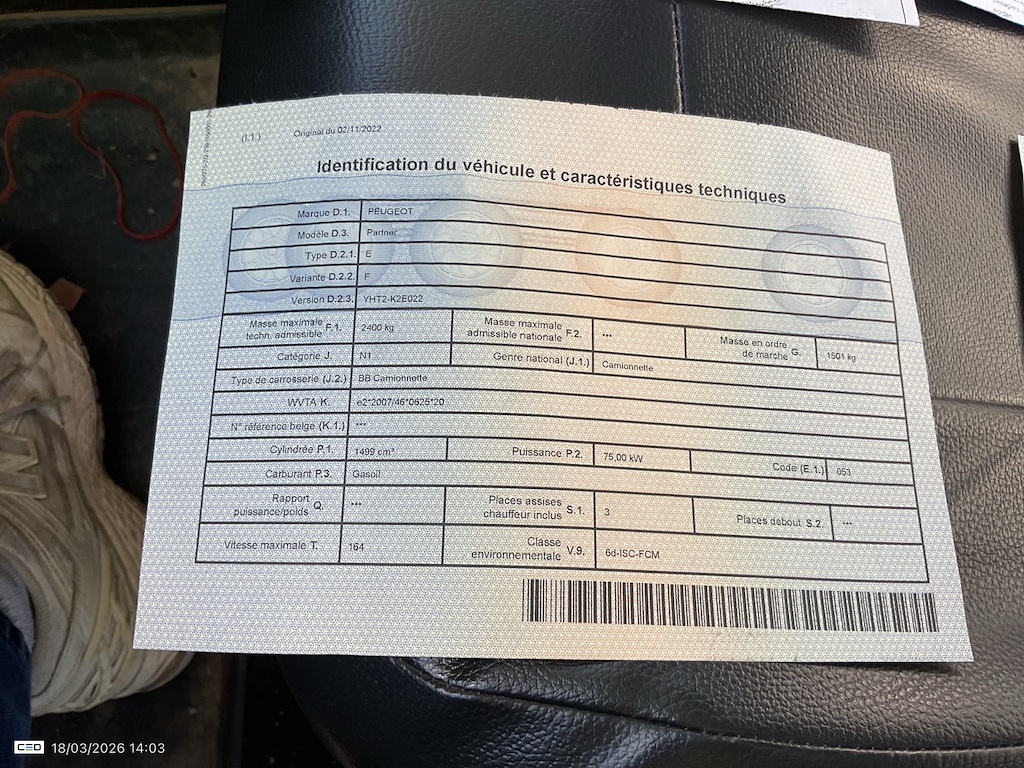 (I.1.) Original du 02/11/2022
Identification du véhicule et caractéristiques techniques
Marque D.1. PEUGEOT
Modèle D.3. Partner
Type D.2.1. E
Variante D.2.2. F
Version D.2.3. YHT2-K2E022
Masse maximale techn. admissible F.1. 2400 kg Masse maximale admissible nationale F.2. --- Masse en ordre de marche G. 1501 kg
Catégorie J. N1 Genre national (J.1.) Camionnette
Type de carrosserie (J.2.) BB Camionnette
WVTA K. e2*2007/46*0625*20
N° référence belge (K.1.) ---
Cylindrée P.1. 1499 cm³ Puissance P.2. 75,00 kW Code (E.1.) 053
Carburant P.3. Gasoil
Rapport puissance/poids Q. --- Places assises chauffeur inclus S.1. 3 Places debout S.2. ---
Vitesse maximale T. 164 Classe environnementale V.9. 6d-ISC-FCM
18/03/2026 14:03